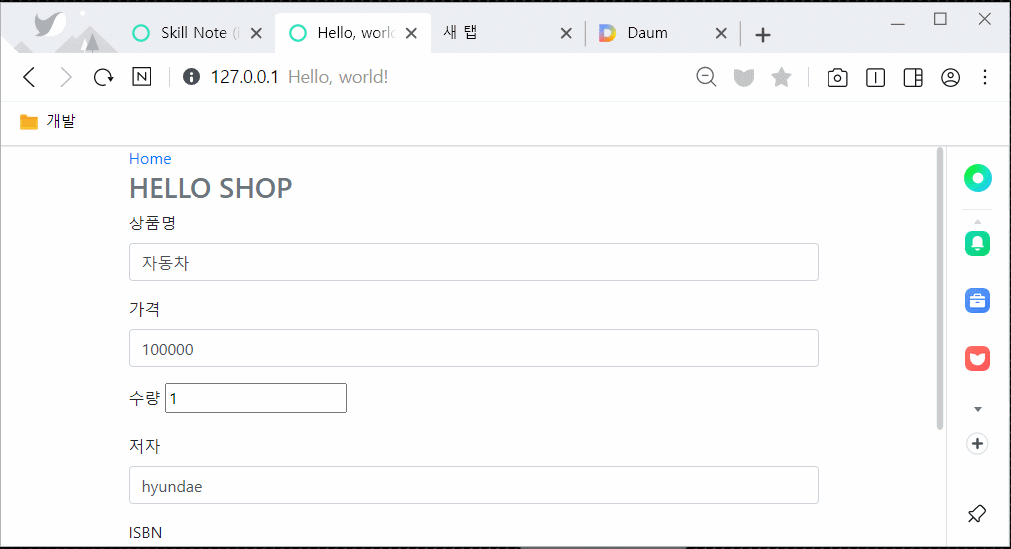 Skill Note (i
Hello, worlc
새 탭
Daum
127.0.0.1 Hello, world!
개발
Home
HELLO SHOP
상품명
자동차
가격
100000
수량 1
저자
hyundae
ISBN